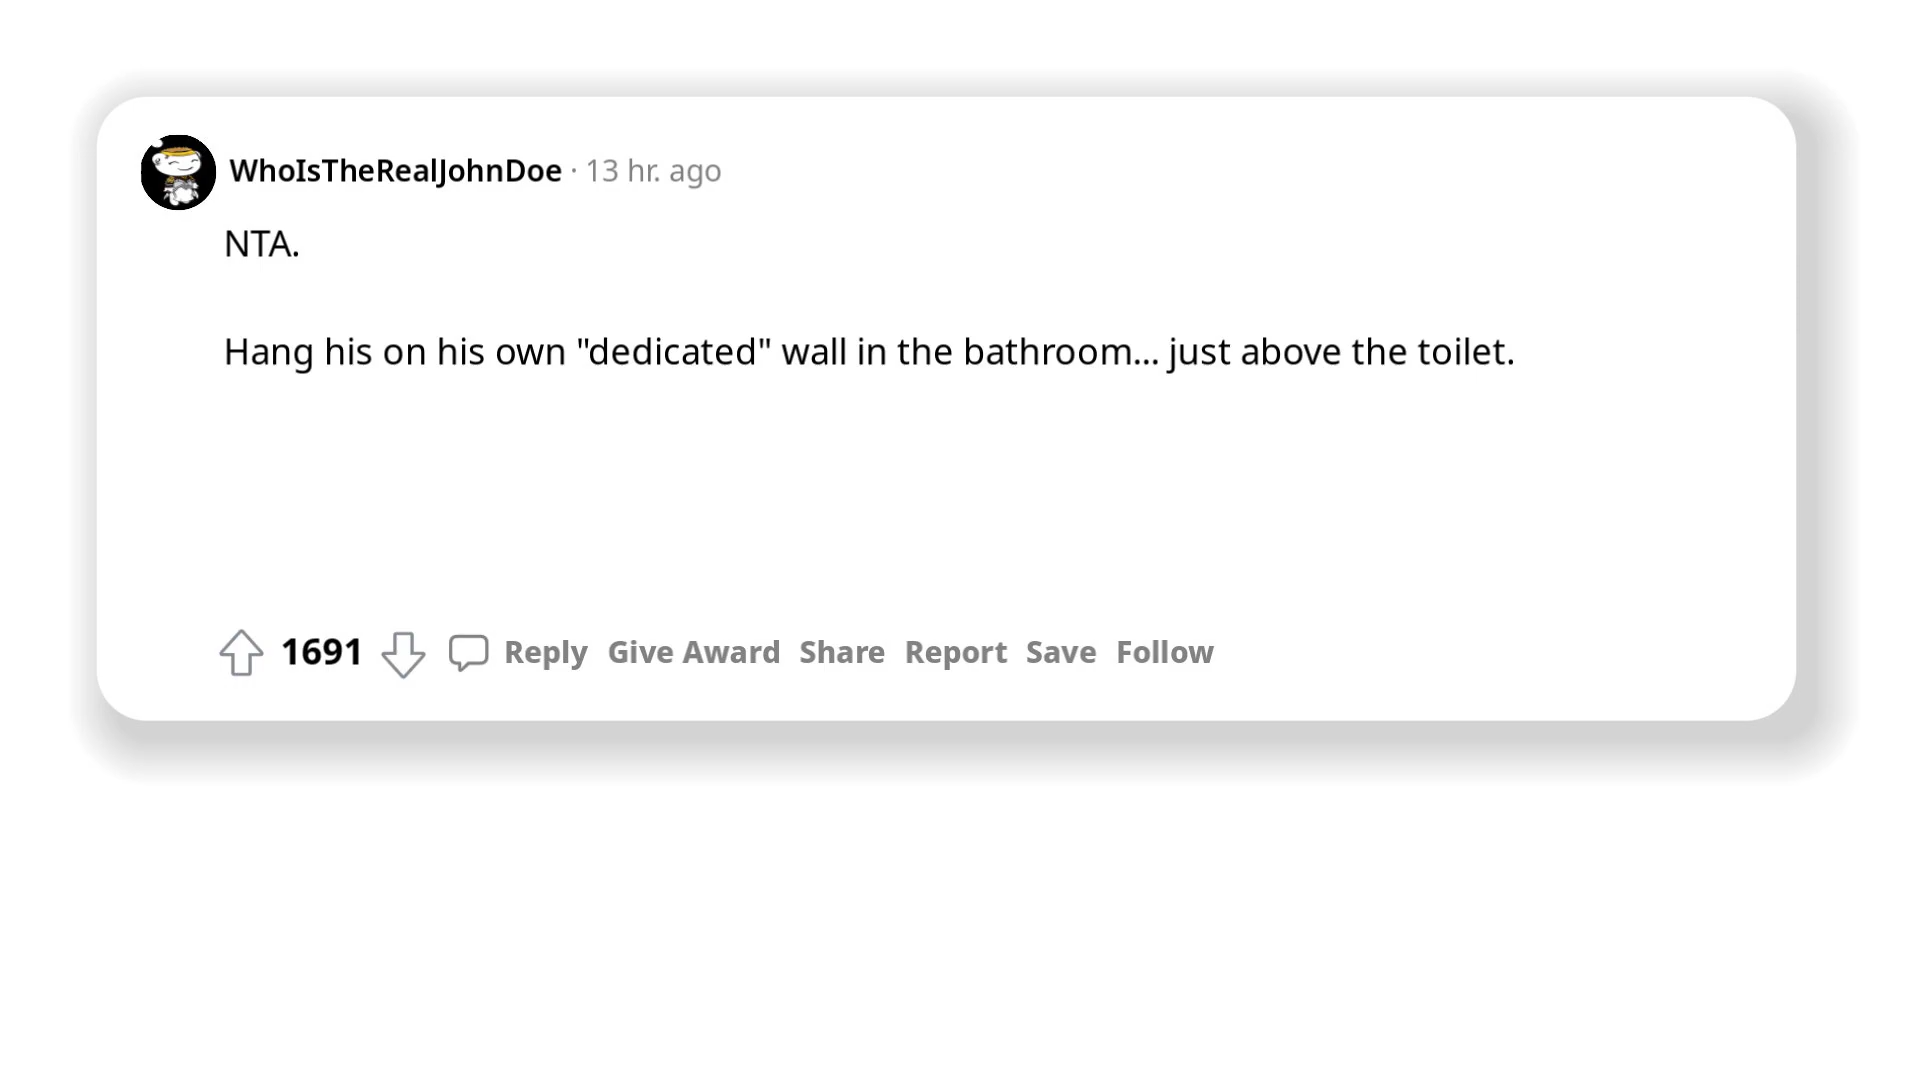 WhoIsTheRealJohnDoe · 13 hr. ago
NTA.
Hang his on his own "dedicated" wall in the bathroom... just above the toilet.
1691 Reply Give Award Share Report Save Follow